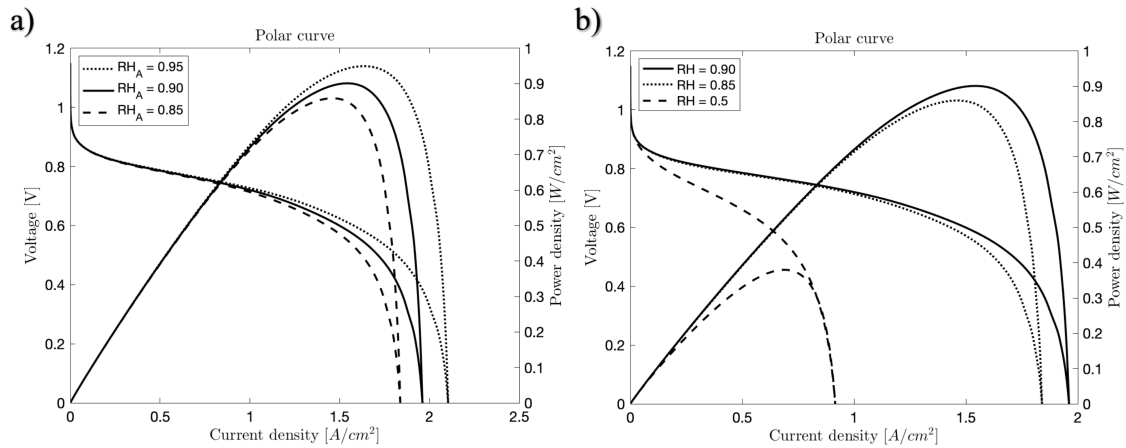 a)
Polar curve
RH_A = 0.95
RH_A = 0.90
RH_A = 0.85
Voltage [V]
1.2
1
0.8
0.6
0.4
0.2
0
Power density [W/cm^2]
1
0.9
0.8
0.7
0.6
0.5
0.4
0.3
0.2
0.1
0
0 0.5 1 1.5 2 2.5
Current density [A/cm^2]
b)
Polar curve
RH = 0.90
RH = 0.85
RH = 0.5
Voltage [V]
1.2
1
0.8
0.6
0.4
0.2
0
Power density [W/cm^2]
1
0.9
0.8
0.7
0.6
0.5
0.4
0.3
0.2
0.1
0
0 0.5 1 1.5 2
Current density [A/cm^2]